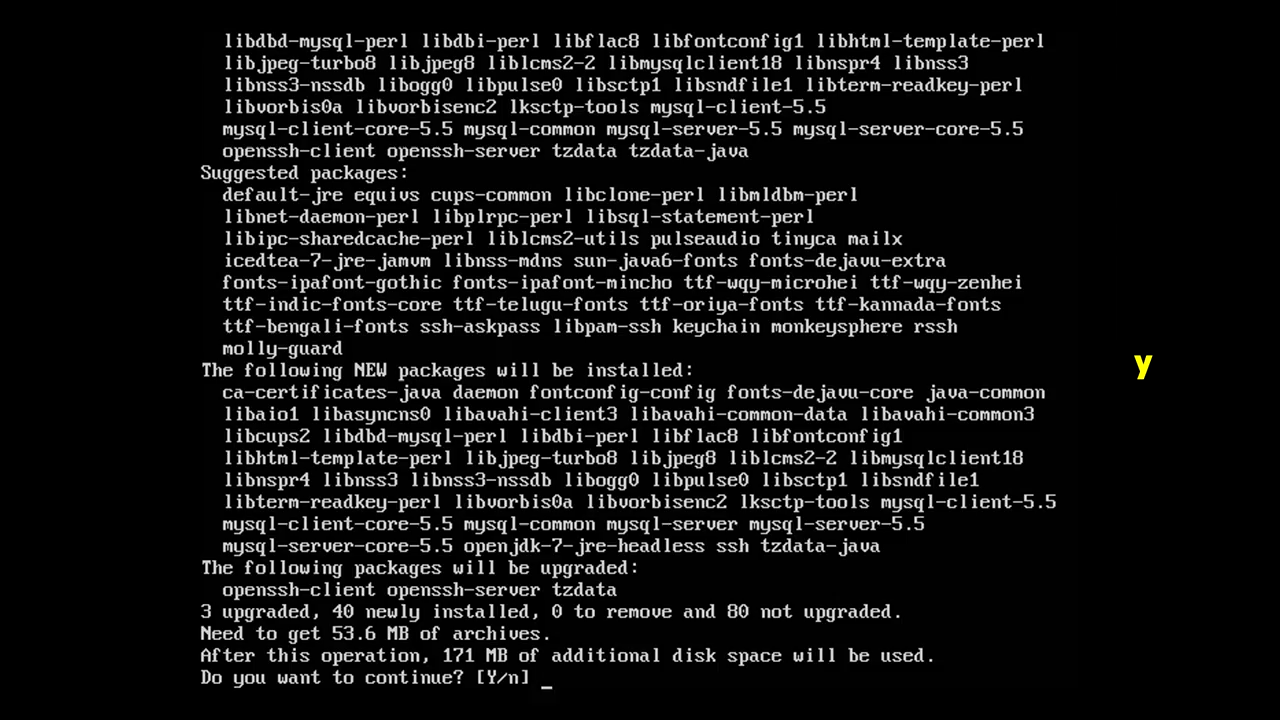 libdbd-mysql-perl libdbi-perl libflac8 libfontconfig1 libhtml-template-perl
libjpeg-turbo8 libjpeg8 liblcms2-2 libmysqlclient18 libnspr4 libnss3
libnss3-nssdb libogg0 libpulse0 libsctp1 libsndfile1 libterm-readkey-perl
libvorbis0a libvorbisenc2 lksctp-tools mysql-client-5.5
mysql-client-core-5.5 mysql-common mysql-server-5.5 mysql-server-core-5.5
openssh-client openssh-server tzdata tzdata-java
Suggested packages:
default-jre equivs cups-common libclone-perl libmldbm-perl
libnet-daemon-perl libplrpc-perl libsql-statement-perl
libipc-sharedcache-perl liblcms2-utils pulseaudio tinyca mailx
icedtea-7-jre-jamvm libnss-mdns sun-java6-fonts fonts-dejavu-extra
fonts-ipafont-gothic fonts-ipafont-mincho ttf-wqy-microhei ttf-wqy-zenhei
ttf-indic-fonts-core ttf-telugu-fonts ttf-oriya-fonts ttf-kannada-fonts
ttf-bengali-fonts ssh-askpass libpam-ssh keychain monkeysphere rssh
molly-guard
The following NEW packages will be installed:
y
ca-certificates-java daemon fontconfig-config fonts-dejavu-core java-common
libaio1 libasyncns0 libavahi-client3 libavahi-common-data libavahi-common3
libcups2 libdbd-mysql-perl libdbi-perl libflac8 libfontconfig1
libhtml-template-perl libjpeg-turbo8 libjpeg8 liblcms2-2 libmysqlclient18
libnspr4 libnss3 libnss3-nssdb libogg0 libpulse0 libsctp1 libsndfile1
libterm-readkey-perl libvorbis0a libvorbisenc2 lksctp-tools mysql-client-5.5
mysql-client-core-5.5 mysql-common mysql-server mysql-server-5.5
mysql-server-core-5.5 openjdk-7-jre-headless ssh tzdata-java
The following packages will be upgraded:
openssh-client openssh-server tzdata
3 upgraded, 40 newly installed, 0 to remove and 80 not upgraded.
Need to get 53.6 MB of archives.
After this operation, 171 MB of additional disk space will be used.
Do you want to continue? [Y/n] _